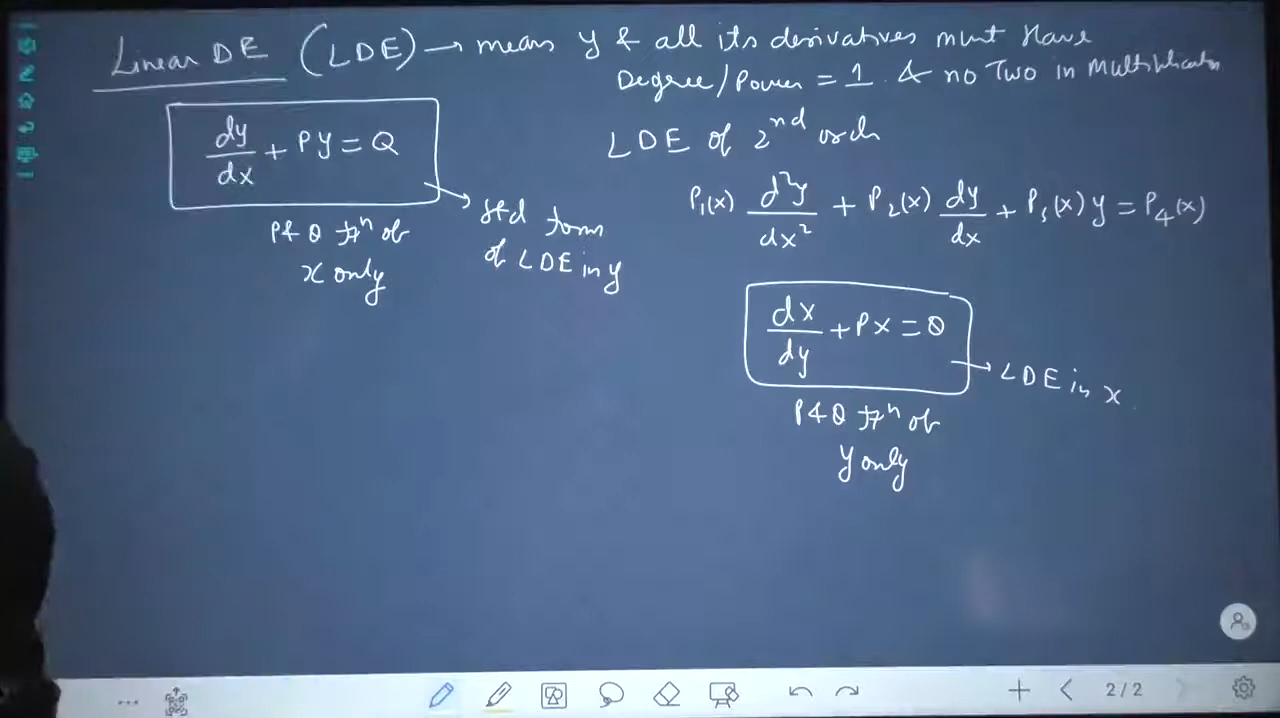 Linear DE (LDE) → means y & all its derivatives must Have
Degree/Power = 1 & no Two in Multiplication
dy/dx + Py = Q
P & Q fⁿ of
x only
std form
of LDE in y
LDE of 2nd order
P₁(x) d²y/dx² + P₂(x) dy/dx + P₃(x) y = P₄(x)
dx/dy + Px = Q
LDE in x
P & Q fⁿ of
y only
2/2